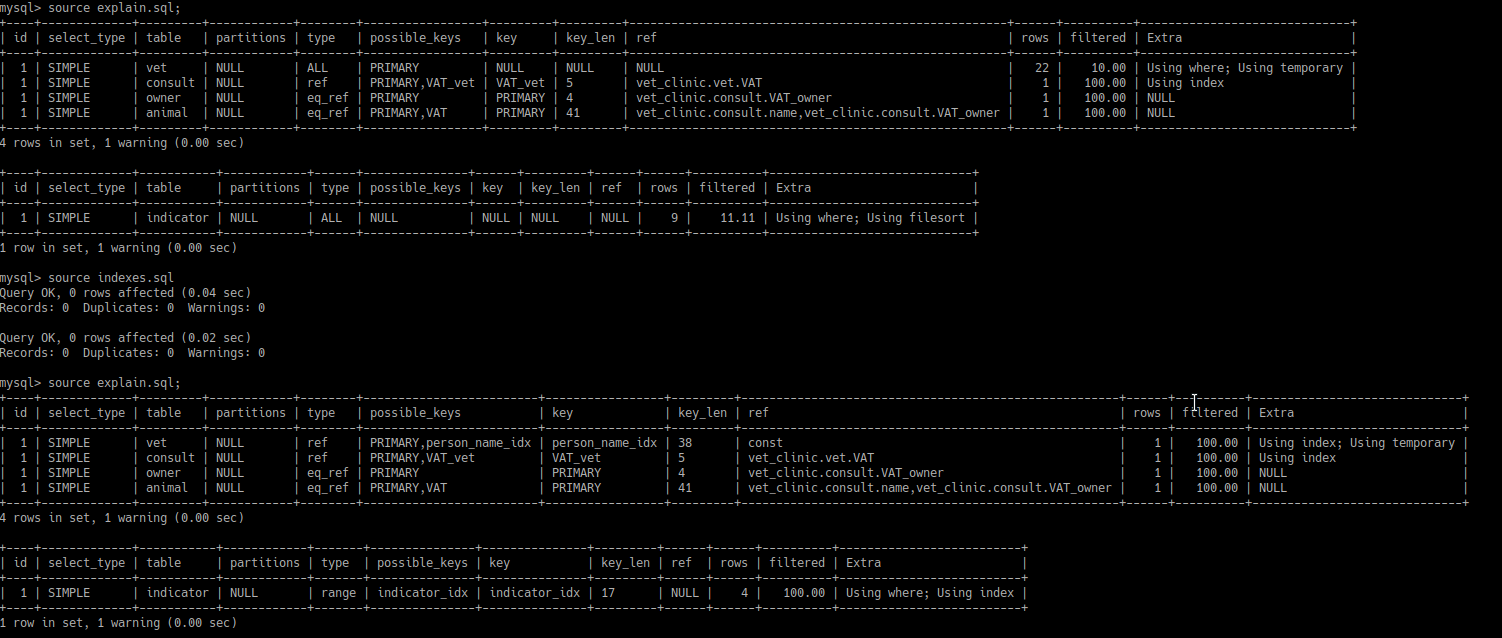 mysql> source explain.sql;
+----+-------------+---------+------------+--------+-----------------+----------+---------+-----------------------------------------------------+------+----------+------------------------------+
| id | select_type | table   | partitions | type   | possible_keys   | key      | key_len | ref                                                 | rows | filtered | Extra                        |
+----+-------------+---------+------------+--------+-----------------+----------+---------+-----------------------------------------------------+------+----------+------------------------------+
|  1 | SIMPLE      | vet     | NULL       | ALL    | PRIMARY         | NULL     | NULL    | NULL                                                |   22 |    10.00 | Using where; Using temporary |
|  1 | SIMPLE      | consult | NULL       | ref    | PRIMARY,VAT_vet | VAT_vet  | 5       | vet_clinic.vet.VAT                                  |    1 |   100.00 | Using index                  |
|  1 | SIMPLE      | owner   | NULL       | eq_ref | PRIMARY         | PRIMARY  | 4       | vet_clinic.consult.VAT_owner                        |    1 |   100.00 | NULL                         |
|  1 | SIMPLE      | animal  | NULL       | eq_ref | PRIMARY,VAT     | PRIMARY  | 41      | vet_clinic.consult.name,vet_clinic.consult.VAT_owner |    1 |   100.00 | NULL                         |
+----+-------------+---------+------------+--------+-----------------+----------+---------+-----------------------------------------------------+------+----------+------------------------------+
4 rows in set, 1 warning (0.00 sec)
+----+-------------+-----------+------------+------+---------------+------+---------+------+------+----------+-----------------------------+
| id | select_type | table     | partitions | type | possible_keys | key  | key_len | ref  | rows | filtered | Extra                       |
+----+-------------+-----------+------------+------+---------------+------+---------+------+------+----------+-----------------------------+
|  1 | SIMPLE      | indicator | NULL       | ALL  | NULL          | NULL | NULL    | NULL |    9 |    11.11 | Using where; Using filesort |
+----+-------------+-----------+------------+------+---------------+------+---------+------+------+----------+-----------------------------+
1 row in set, 1 warning (0.00 sec)
mysql> source indexes.sql
Query OK, 0 rows affected (0.04 sec)
Records: 0  Duplicates: 0  Warnings: 0
Query OK, 0 rows affected (0.02 sec)
Records: 0  Duplicates: 0  Warnings: 0
mysql> source explain.sql;
+----+-------------+---------+------------+--------+-------------------------+-----------------+---------+-----------------------------------------------------+------+----------+------------------------------+
| id | select_type | table   | partitions | type   | possible_keys           | key             | key_len | ref                                                 | rows | filtered | Extra                        |
+----+-------------+---------+------------+--------+-------------------------+-----------------+---------+-----------------------------------------------------+------+----------+------------------------------+
|  1 | SIMPLE      | vet     | NULL       | ref    | PRIMARY,person_name_idx | person_name_idx | 38      | const                                               |    1 |   100.00 | Using index; Using temporary |
|  1 | SIMPLE      | consult | NULL       | ref    | PRIMARY,VAT_vet         | VAT_vet         | 5       | vet_clinic.vet.VAT                                  |    1 |   100.00 | Using index                  |
|  1 | SIMPLE      | owner   | NULL       | eq_ref | PRIMARY                 | PRIMARY         | 4       | vet_clinic.consult.VAT_owner                        |    1 |   100.00 | NULL                         |
|  1 | SIMPLE      | animal  | NULL       | eq_ref | PRIMARY,VAT             | PRIMARY         | 41      | vet_clinic.consult.name,vet_clinic.consult.VAT_owner |    1 |   100.00 | NULL                         |
+----+-------------+---------+------------+--------+-------------------------+-----------------+---------+-----------------------------------------------------+------+----------+------------------------------+
4 rows in set, 1 warning (0.00 sec)
+----+-------------+-----------+------------+-------+---------------+---------------+---------+------+------+----------+--------------------------+
| id | select_type | table     | partitions | type  | possible_keys | key           | key_len | ref  | rows | filtered | Extra                    |
+----+-------------+-----------+------------+-------+---------------+---------------+---------+------+------+----------+--------------------------+
|  1 | SIMPLE      | indicator | NULL       | range | indicator_idx | indicator_idx | 17      | NULL |    4 |   100.00 | Using where; Using index |
+----+-------------+-----------+------------+-------+---------------+---------------+---------+------+------+----------+--------------------------+
1 row in set, 1 warning (0.00 sec)